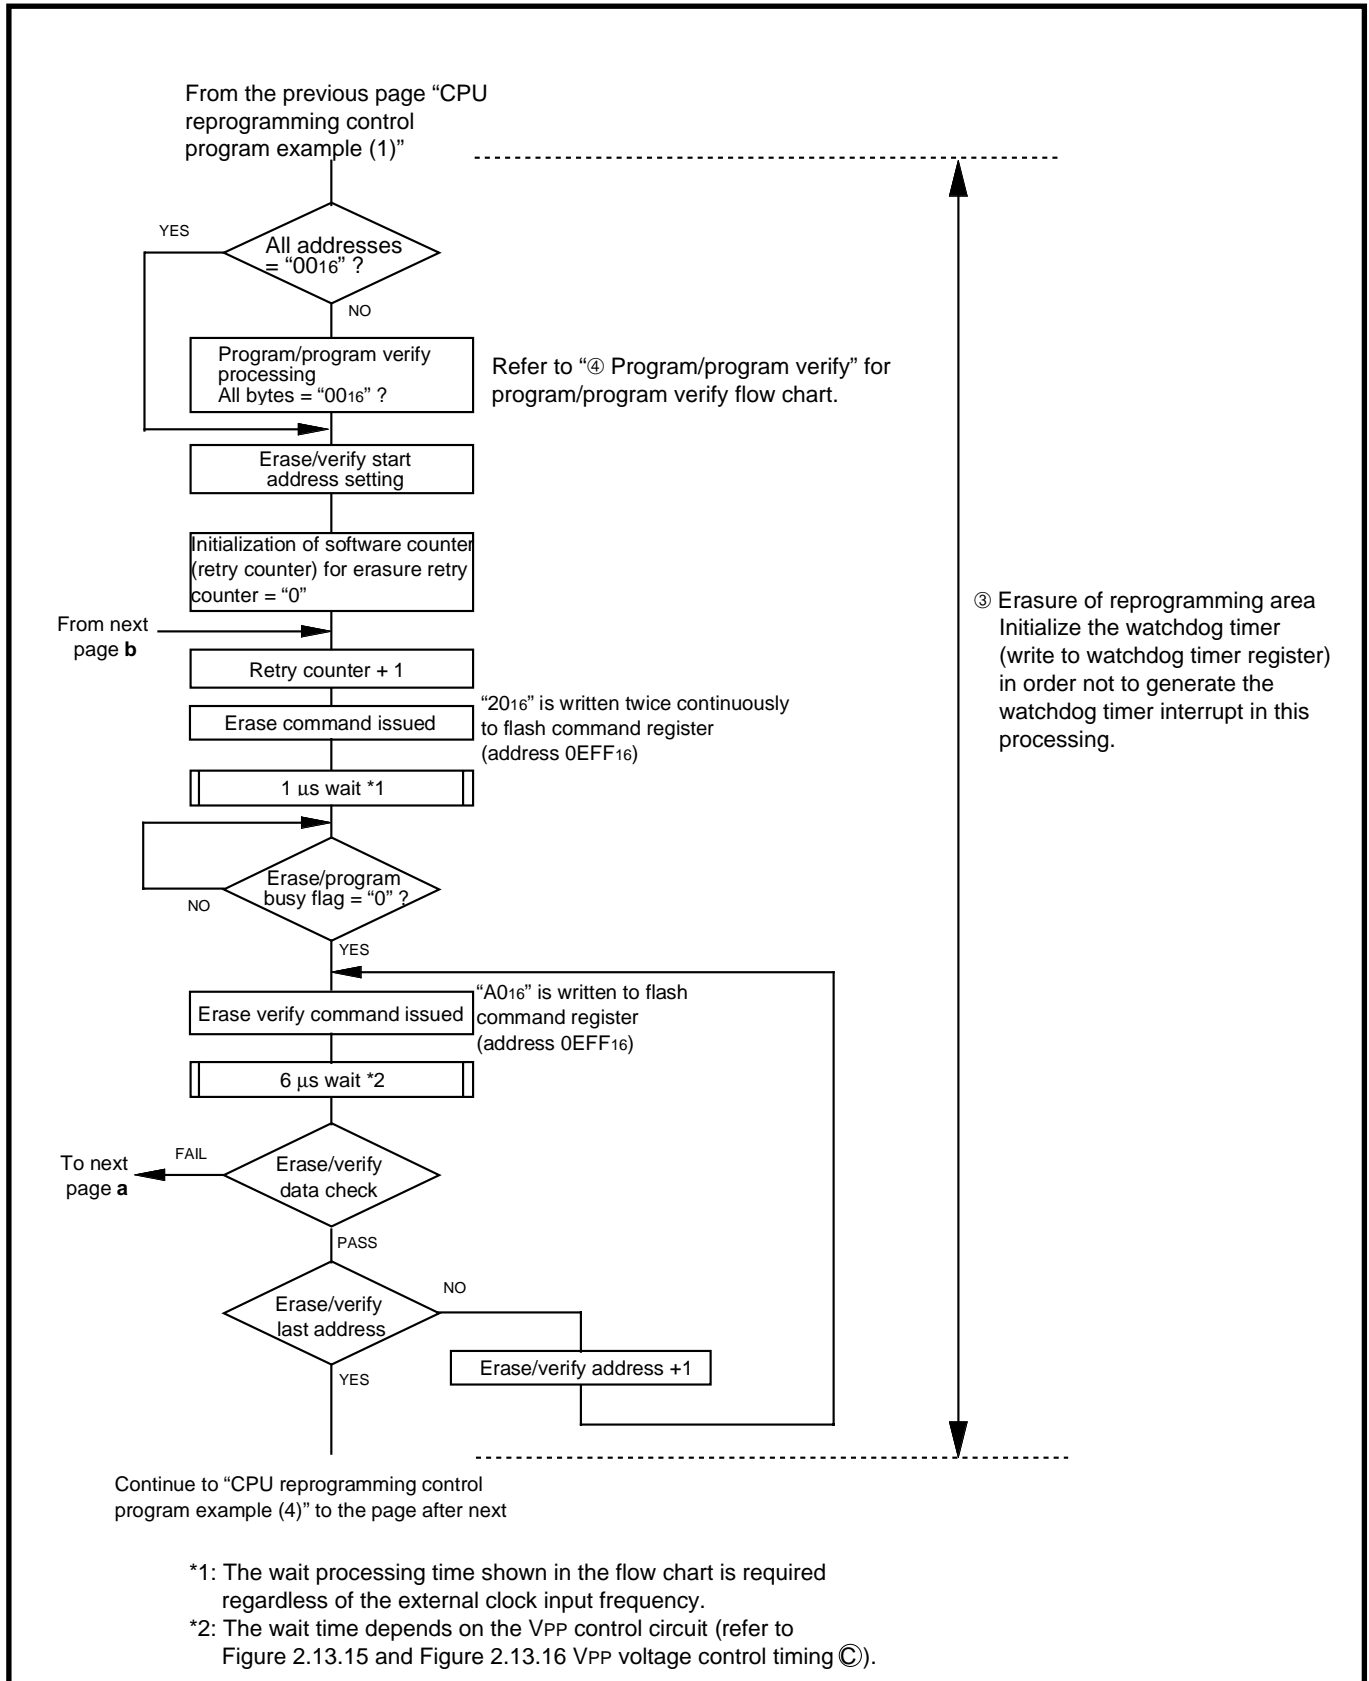 From the previous page “CPU
reprogramming control
program example (1)”
YES
All addresses
= “0016” ?
NO
Program/program verify
processing
All bytes = “0016” ?
Refer to “④ Program/program verify” for
program/program verify flow chart.
Erase/verify start
address setting
Initialization of software counter
(retry counter) for erasure retry
counter = “0”
③ Erasure of reprogramming area
Initialize the watchdog timer
(write to watchdog timer register)
in order not to generate the
watchdog timer interrupt in this
processing.
From next
page b
Retry counter + 1
Erase command issued
“2016” is written twice continuously
to flash command register
(address 0EFF16)
1 μs wait *1
Erase/program
busy flag = “0” ?
NO
YES
Erase verify command issued
“A016” is written to flash
command register
(address 0EFF16)
6 μs wait *2
To next
page a
FAIL
Erase/verify
data check
PASS
Erase/verify
last address
NO
YES
Erase/verify address +1
Continue to “CPU reprogramming control
program example (4)” to the page after next
*1: The wait processing time shown in the flow chart is required
regardless of the external clock input frequency.
*2: The wait time depends on the VPP control circuit (refer to
Figure 2.13.15 and Figure 2.13.16 VPP voltage control timing Ⓒ).